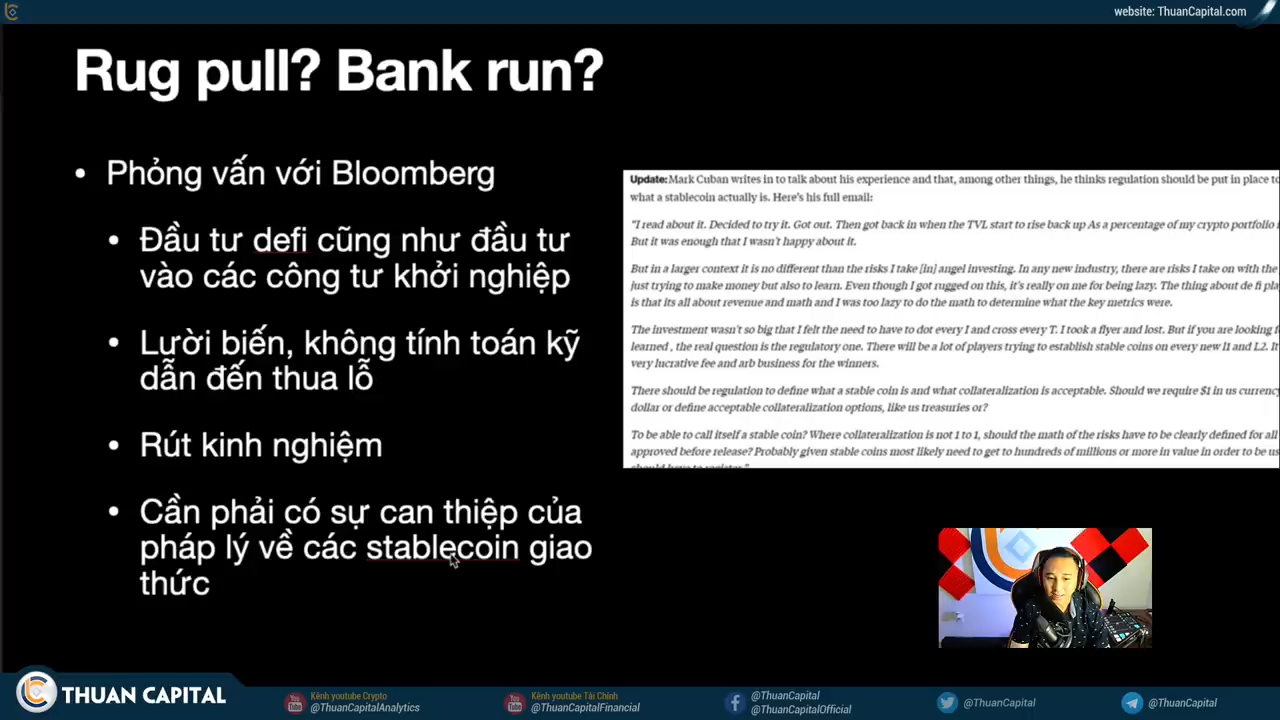 website: ThuanCapital.com
Rug pull? Bank run?
• Phỏng vấn với Bloomberg
• Đầu tư defi cũng như đầu tư
vào các công tư khởi nghiệp
• Lười biến, không tính toán kỹ
dẫn đến thua lỗ
• Rút kinh nghiệm
• Cần phải có sự can thiệp của
pháp lý về các stablecoin giao
thức
Update: Mark Cuban writes in to talk about his experience and that, among other things, he thinks regulation should be put in place to
what a stablecoin actually is. Here's his full email:
"I read about it. Decided to try it. Got out. Then got back in when the TVL start to rise back up As a percentage of my crypto portfolio
But it was enough that I wasn't happy about it.
But in a larger context it is no different than the risks I take [in] angel investing. In any new industry, there are risks I take on with the
just trying to make money but also to learn. Even though I got rugged on this, it's really on me for being lazy. The thing about de fi
is that its all about revenue and math and I was too lazy to do the math to determine what the key metrics were.
The investment wasn't so big that I felt the need to have to dot every I and cross every T. I took a flyer and lost. But if you are looking
learned , the real question is the regulatory one. There will be a lot of players trying to establish stable coins on every new l1 and L2. It
very lucrative fee and arb business for the winners.
There should be regulation to define what a stable coin is and what collateralization is acceptable. Should we require $1 in us currency
dollar or define acceptable collateralization options, like us treasuries or?
To be able to call itself a stable coin? Where collateralization is not 1 to 1, should the math of the risks have to be clearly defined for all
approved before release? Probably given stable coins most likely need to get to hundreds of millions or more in value in order to be
should have to register."
THUAN CAPITAL
Kênh youtube Crypto
@ThuanCapitalAnalytics
Kênh youtube Tài Chính
@ThuanCapitalFinancial
@ThuanCapital
@ThuanCapitalOfficial
@ThuanCapital
@ThuanCapital